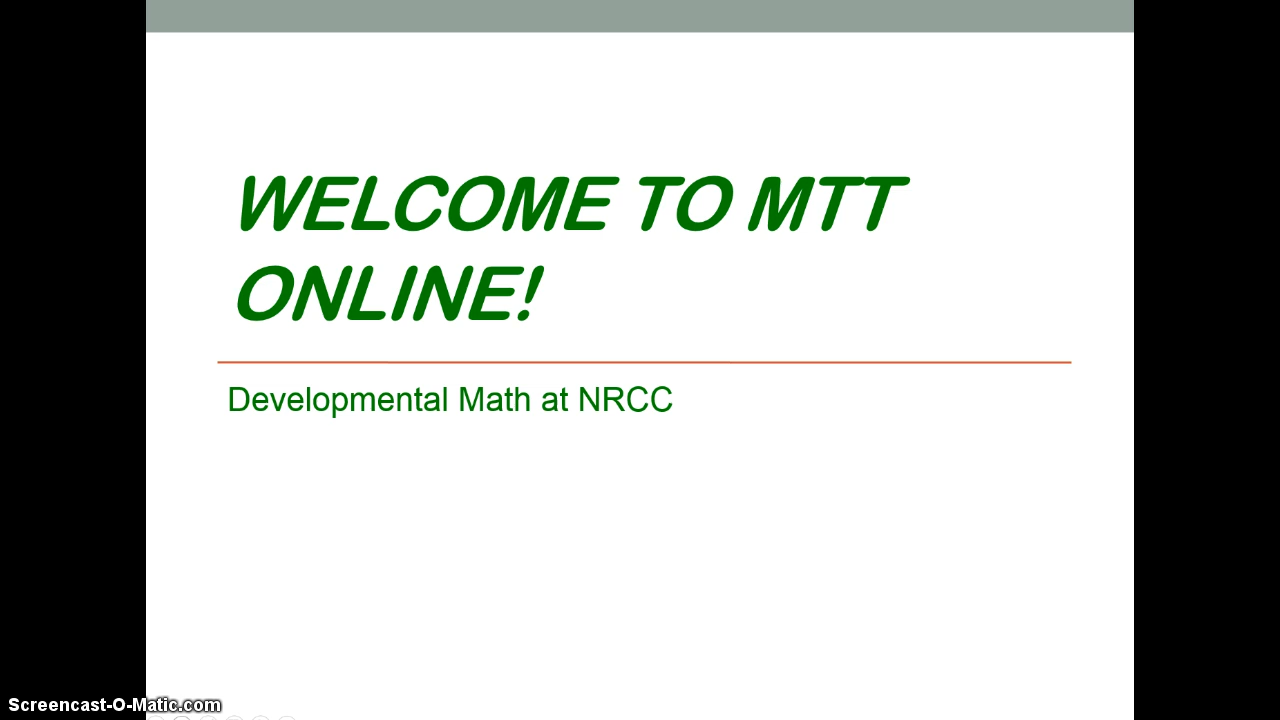 WELCOME TO MTT
ONLINE!
Developmental Math at NRCC
Screencast-O-Matic.com